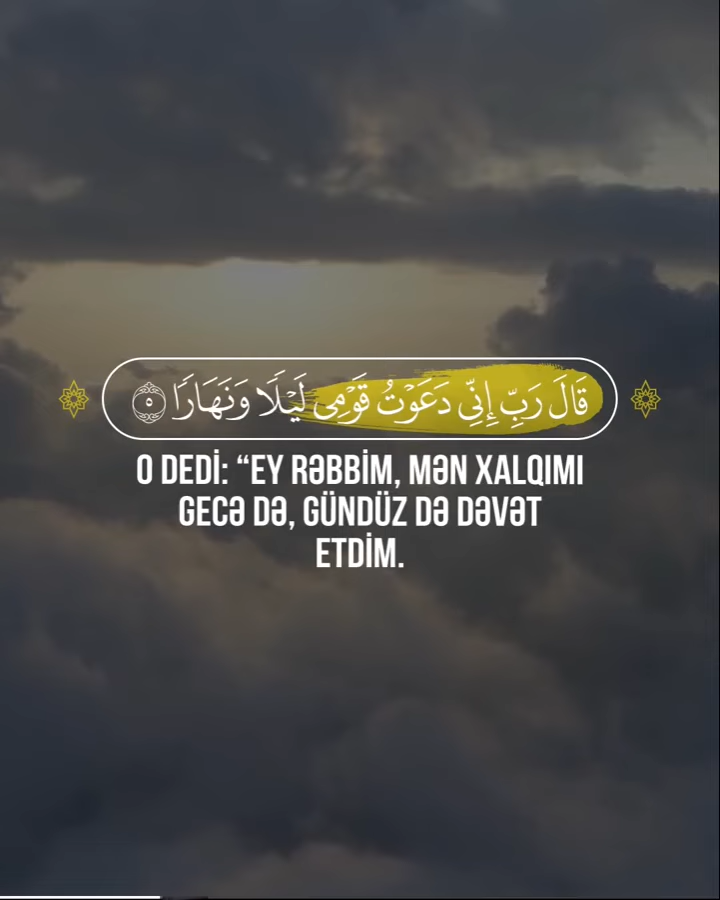 قَالَ رَبِّ إِنِّي دَعَوْتُ قَوْمِي لَيْلًا وَنَهَارًا ٥
O DEDİ: “EY RƏBBİM, MƏN XALQIMI
GECƏ DƏ, GÜNDÜZ DƏ DƏVƏT
ETDİM.